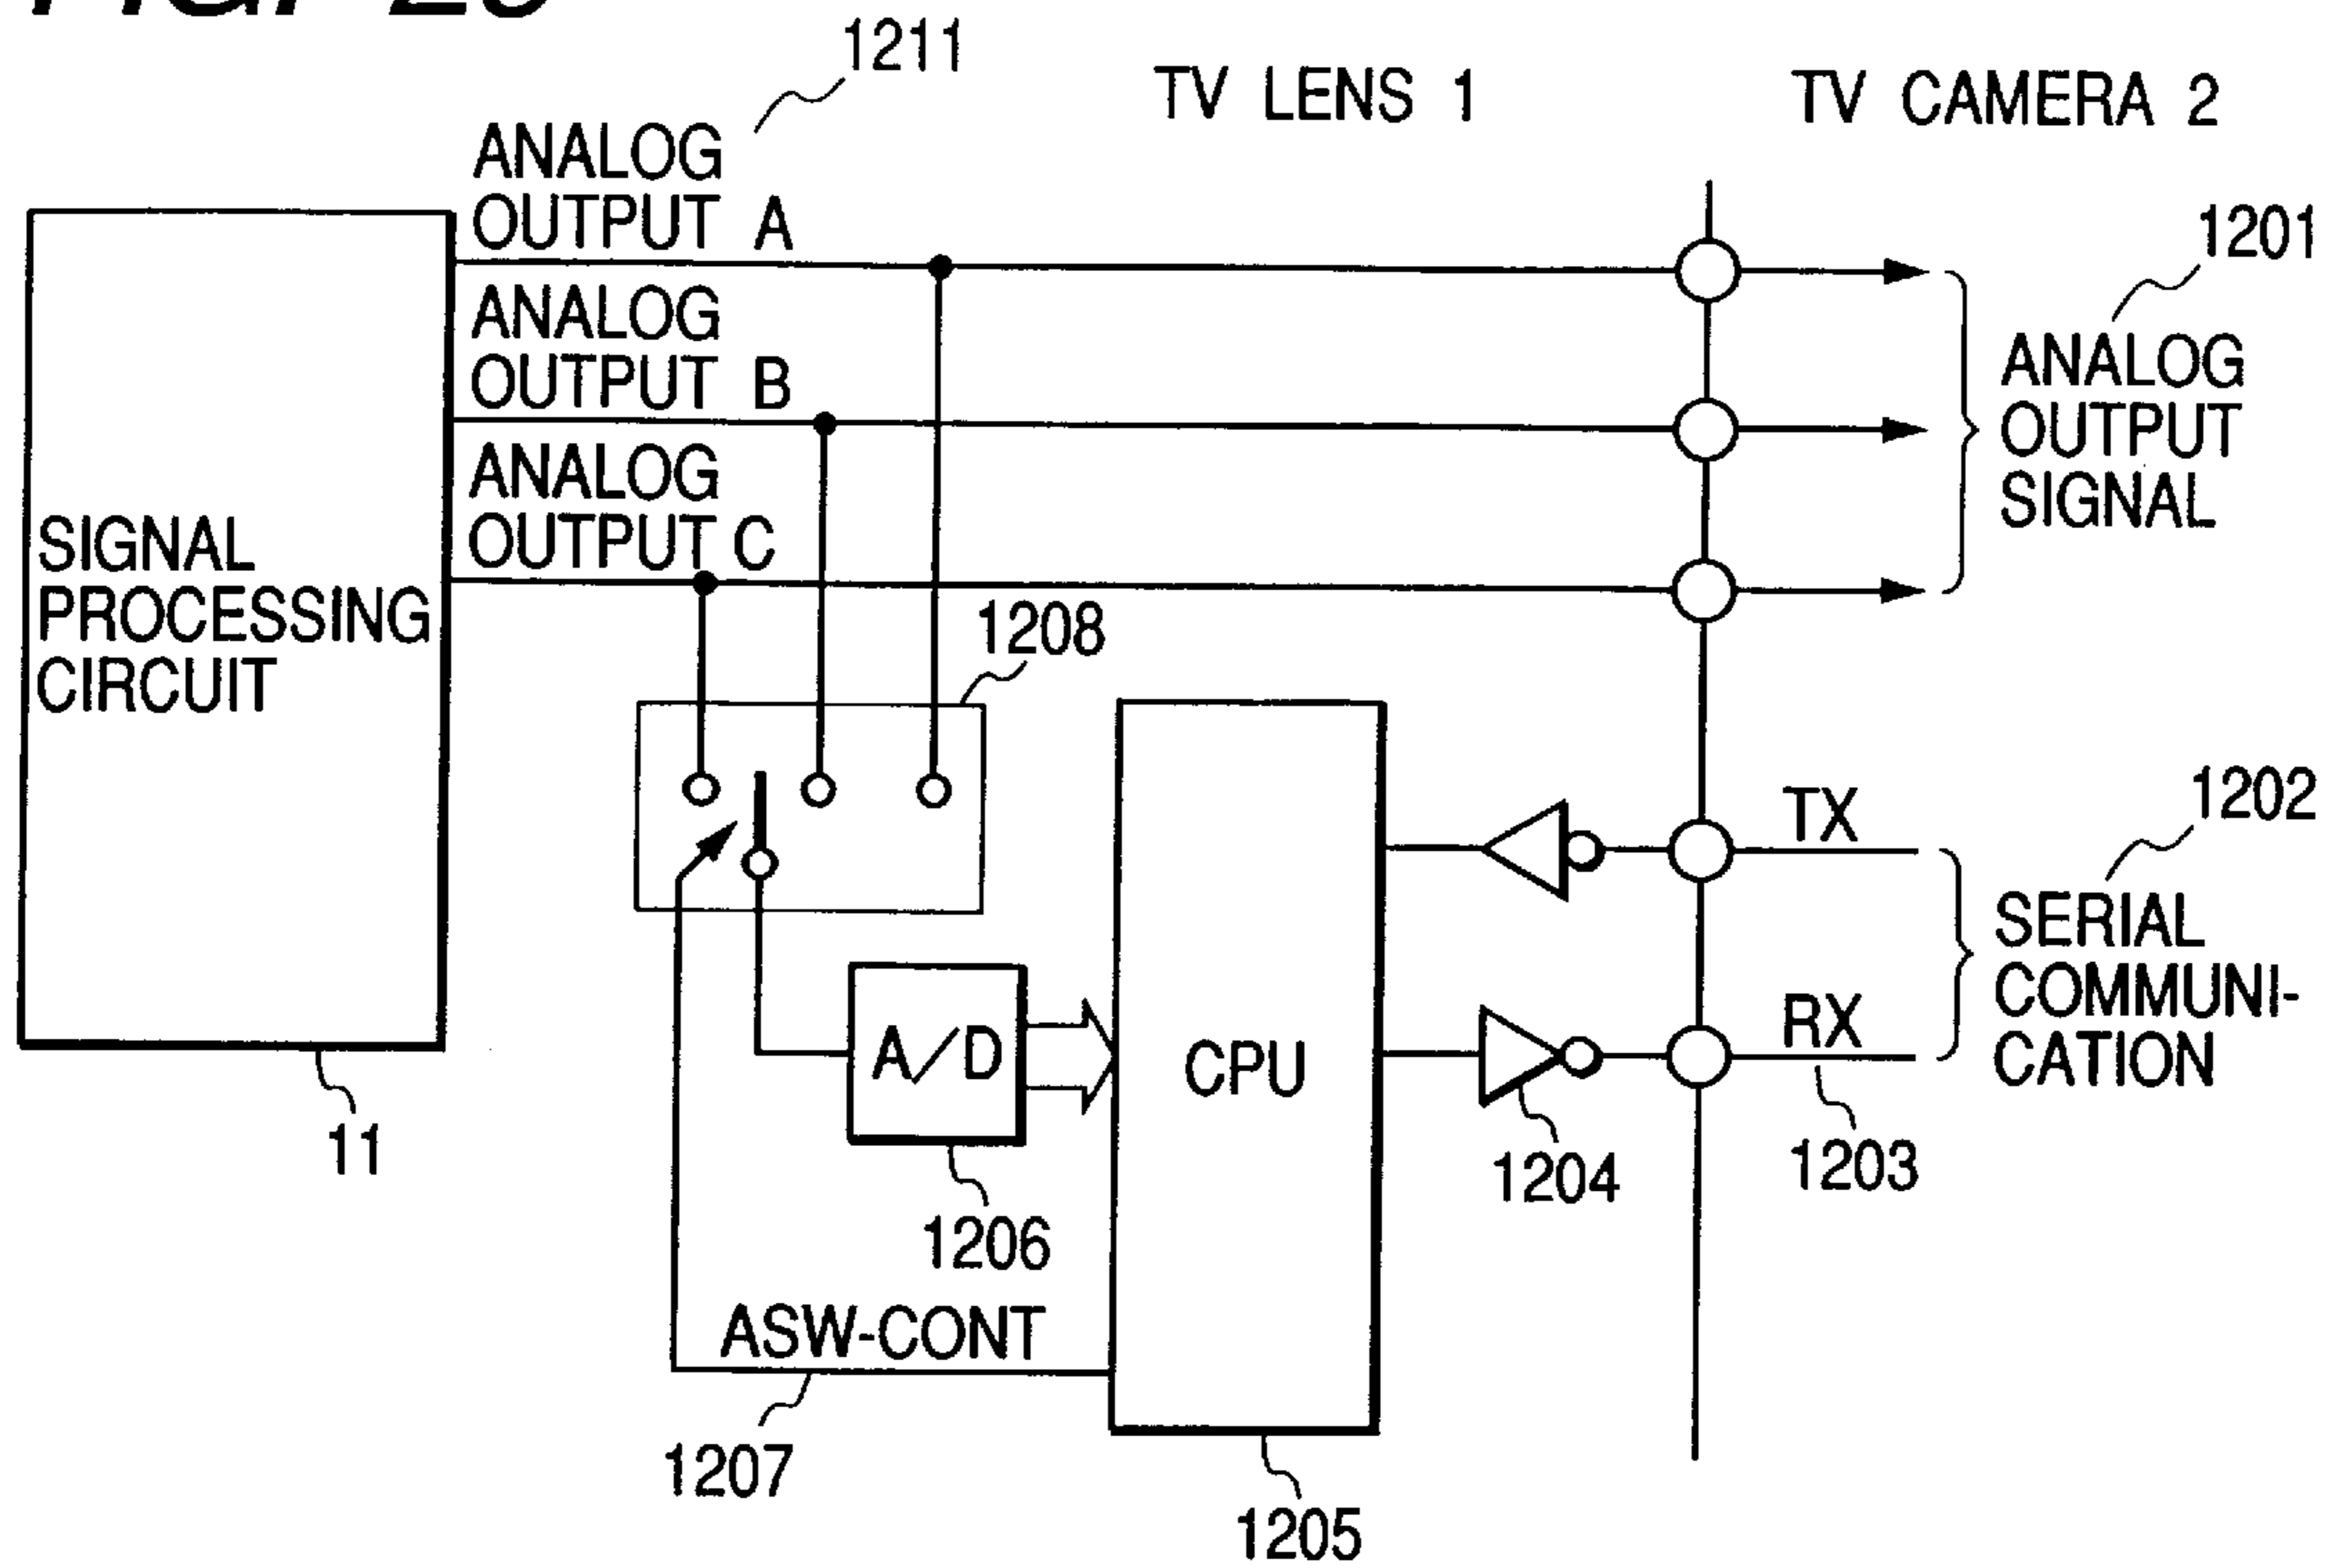 1211
TV LENS 1
TV CAMERA 2
ANALOG
OUTPUT A
1201
ANALOG
OUTPUT B
ANALOG
OUTPUT
SIGNAL
ANALOG
OUTPUT C
SIGNAL
PROCESSING
CIRCUIT
1208
TX
1202
SERIAL
COMMUNI-
CATION
RX
A/D
CPU
11
1204
1203
1206
ASW-CONT
1207
1205